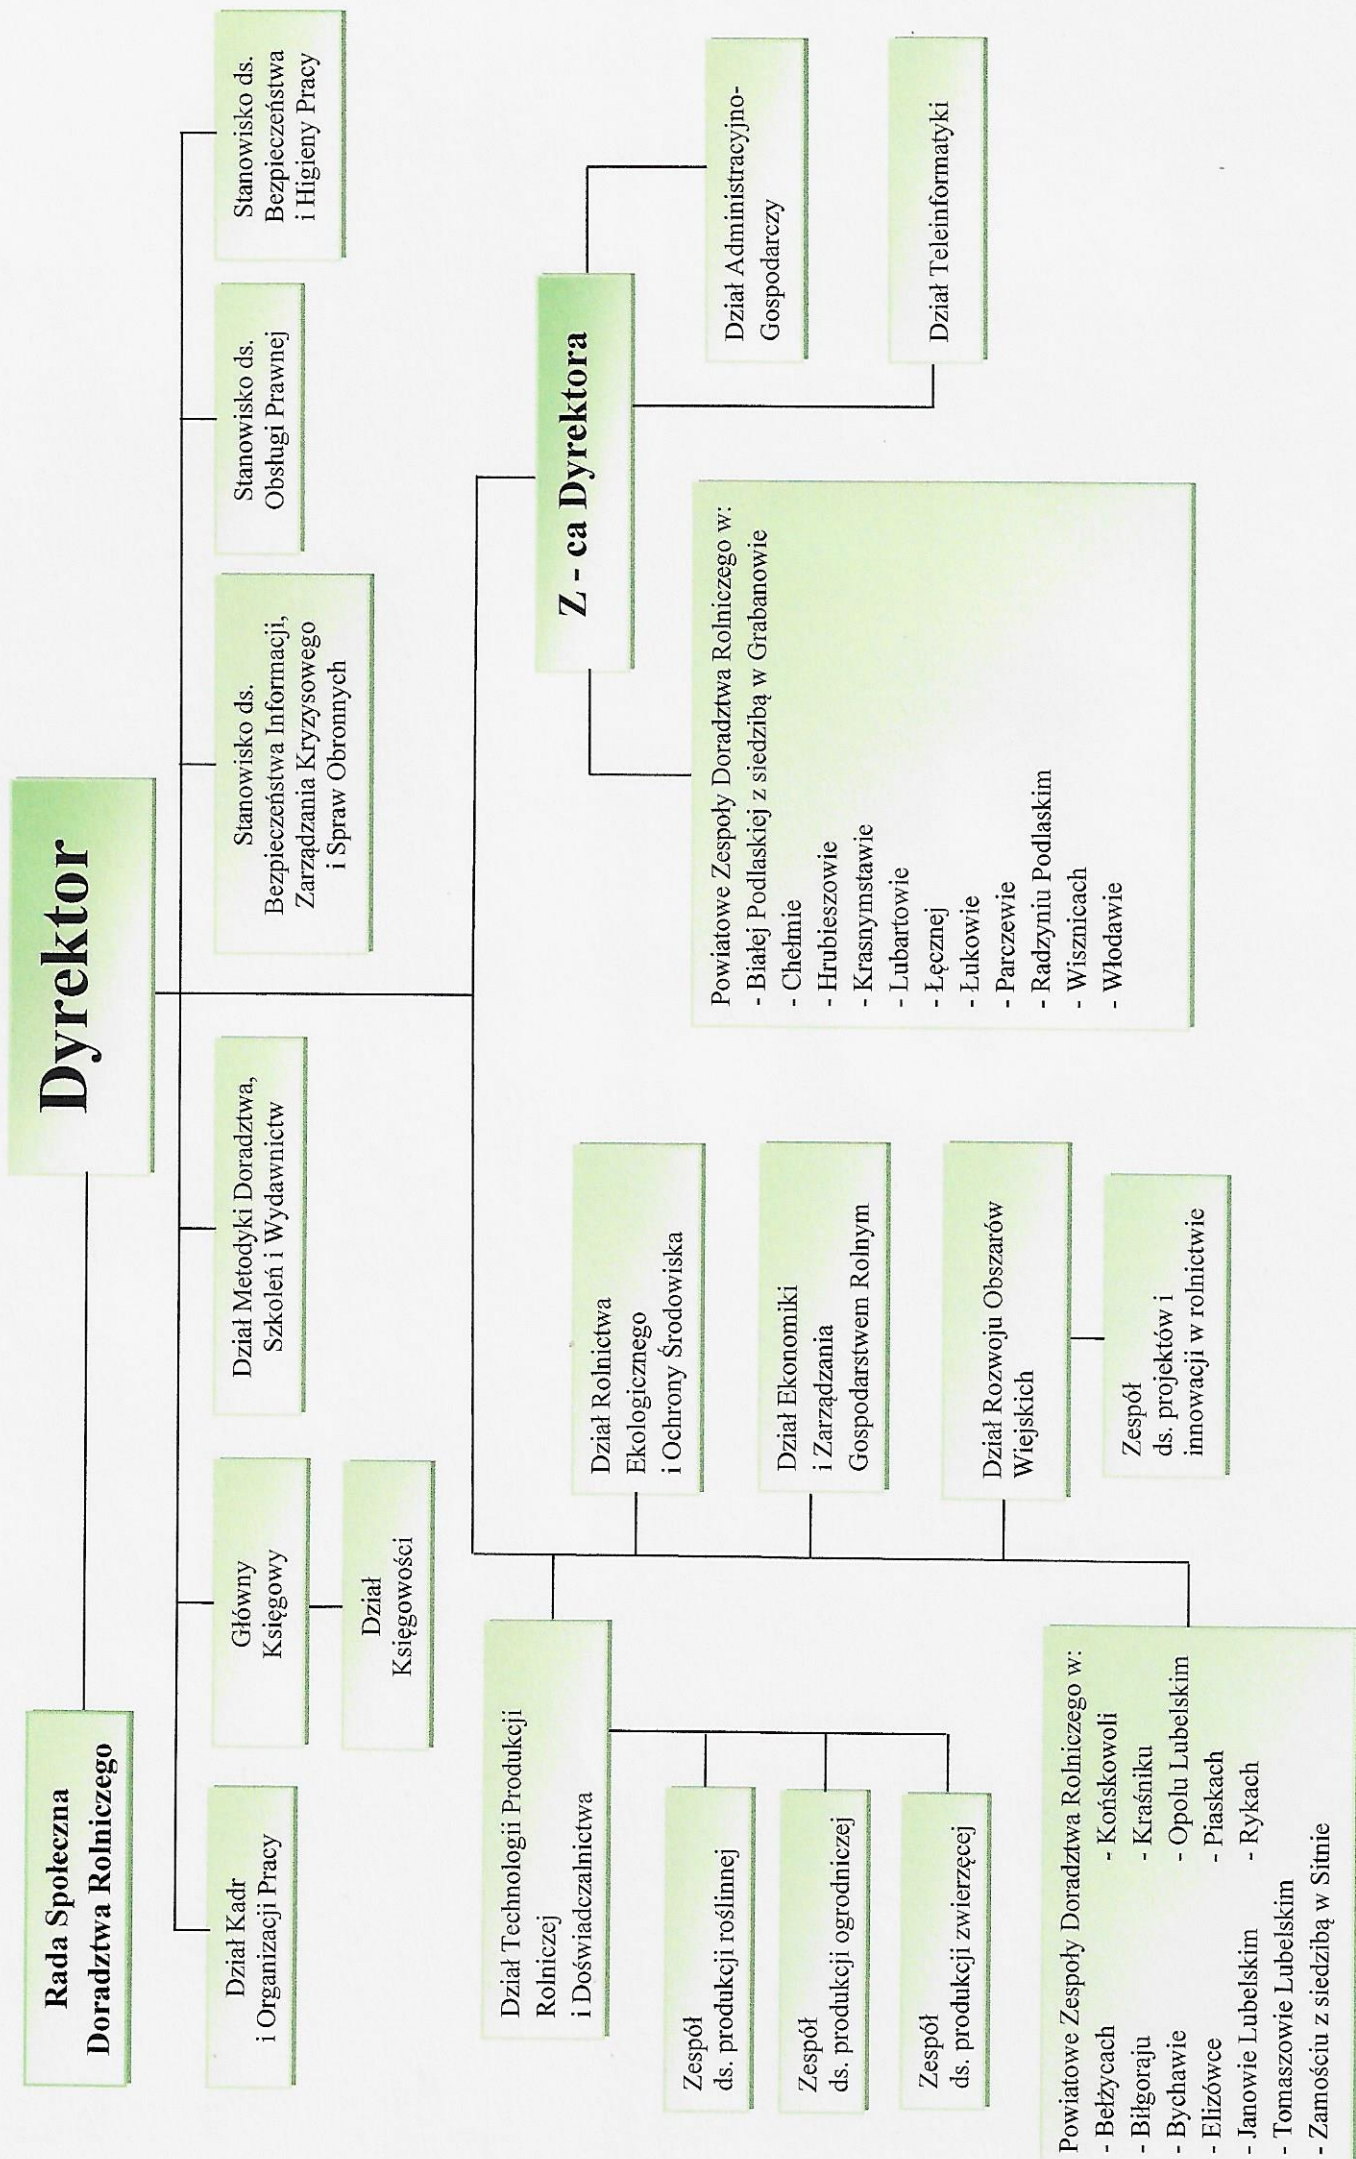 Rada Społeczna
Doradztwa Rolniczego
Dyrektor
Dział Kadr
i Organizacji Pracy
Główny
Księgowy
Dział
Księgowości
Dział Metodyki Doradztwa,
Szkoleń i Wydawnictw
Stanowisko ds.
Bezpieczeństwa Informacji,
Zarządzania Kryzysowego
i Spraw Obronnych
Stanowisko ds.
Obsługi Prawnej
Stanowisko ds.
Bezpieczeństwa
i Higieny Pracy
Dział Technologii Produkcji
Rolniczej
i Doświadczalnictwa
Zespół
ds. produkcji roślinnej
Zespół
ds. produkcji ogrodniczej
Zespół
ds. produkcji zwierzęcej
Powiatowe Zespoły Doradztwa Rolniczego w:
- Bełżycach - Końskowoli
- Biłgoraju - Kraśniku
- Bychawie - Opolu Lubelskim
- Elizówce - Piaskach
- Janowie Lubelskim - Rykach
- Tomaszowie Lubelskim
- Zamościu z siedzibą w Sitnie
Dział Rolnictwa
Ekologicznego
i Ochrony Środowiska
Dział Ekonomiki
i Zarządzania
Gospodarstwem Rolnym
Dział Rozwoju Obszarów
Wiejskich
Zespół
ds. projektów i
innowacji w rolnictwie
Z - ca Dyrektora
Powiatowe Zespoły Doradztwa Rolniczego w:
- Białej Podlaskiej z siedzibą w Grabanowie
- Chełmie
- Hrubieszowie
- Krasnymstawie
- Lubartowie
- Łęcznej
- Łukowie
- Parczewie
- Radzyniu Podlaskim
- Wisznicach
- Włodawie
Dział Administracyjno-
Gospodarczy
Dział Teleinformatyki